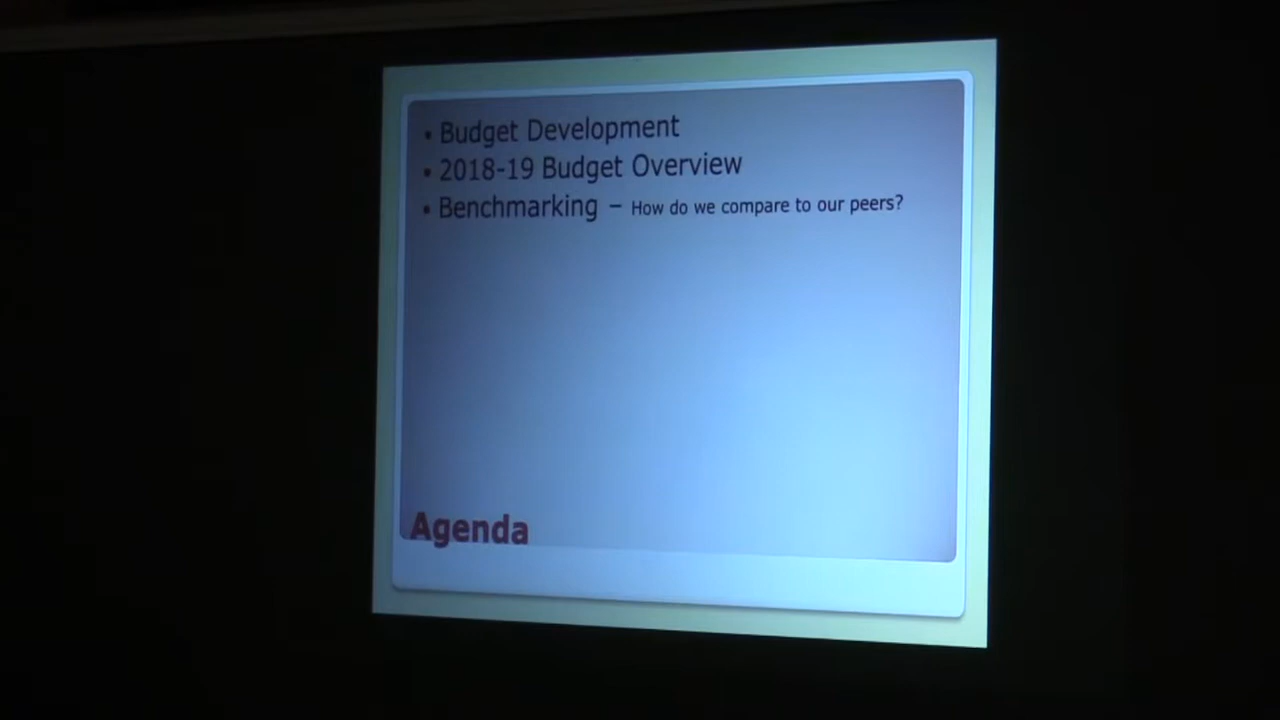 • Budget Development
• 2018-19 Budget Overview
• Benchmarking – How do we compare to our peers?
Agenda